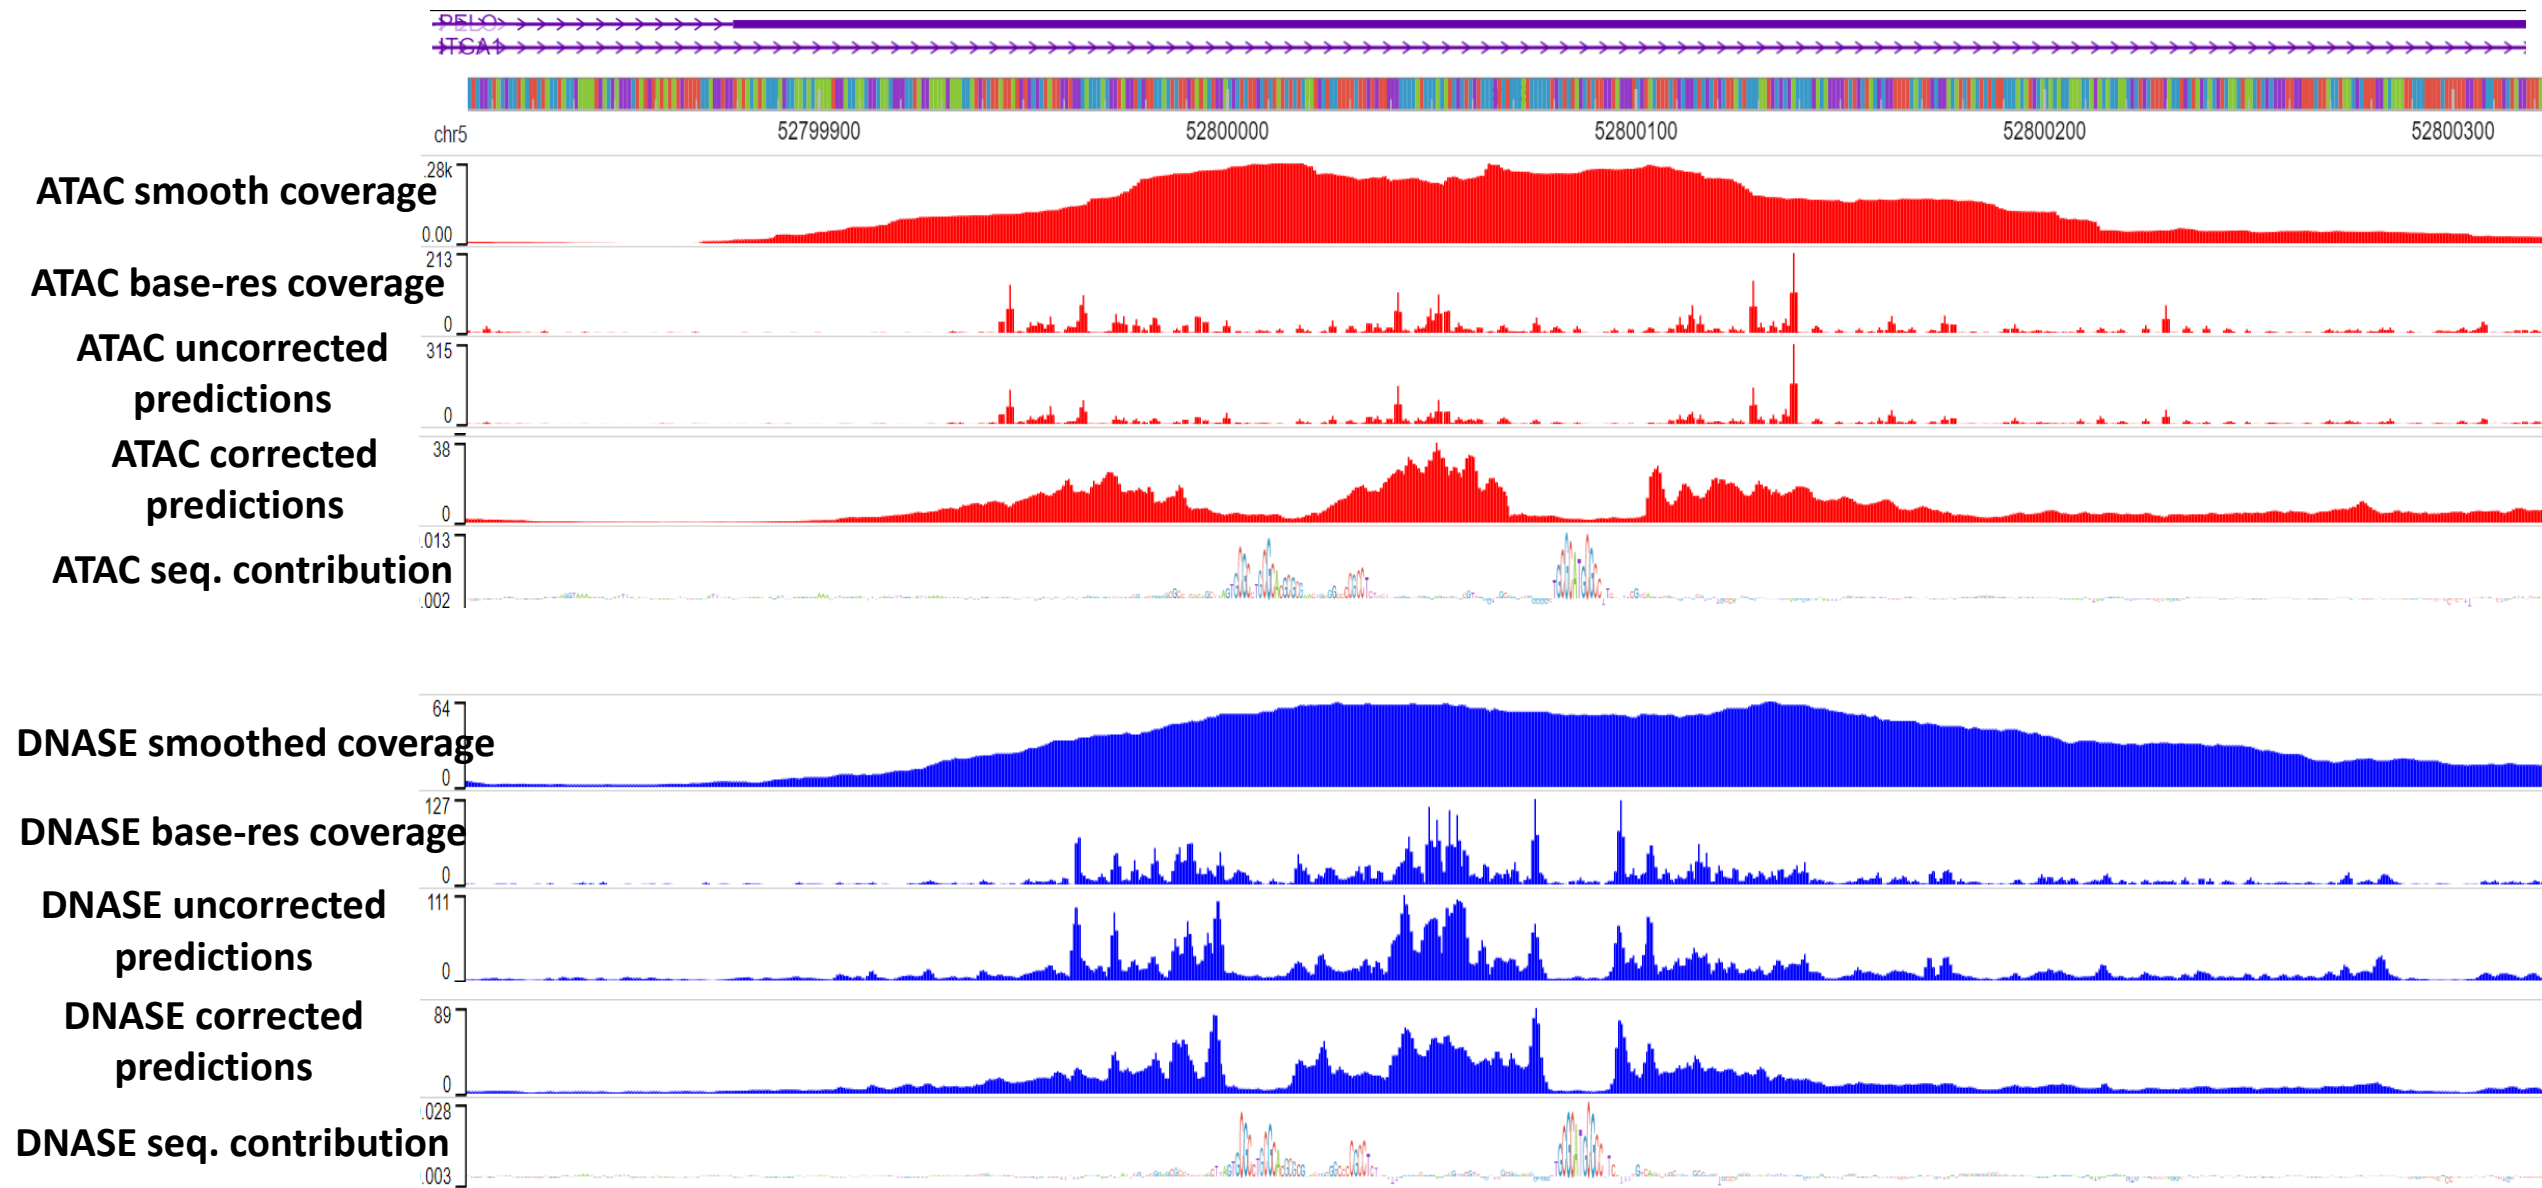 PELO
ITGA1
chr5 52799900 52800000 52800100 52800200 52800300
.28k
ATAC smooth coverage
0.00
213
ATAC base-res coverage
0
ATAC uncorrected
predictions
315
0
ATAC corrected
predictions
38
0
.013
ATAC seq. contribution
.002
64
DNASE smoothed coverage
0
127
DNASE base-res coverage
0
DNASE uncorrected
predictions
111
0
DNASE corrected
predictions
89
0
.028
DNASE seq. contribution
.003